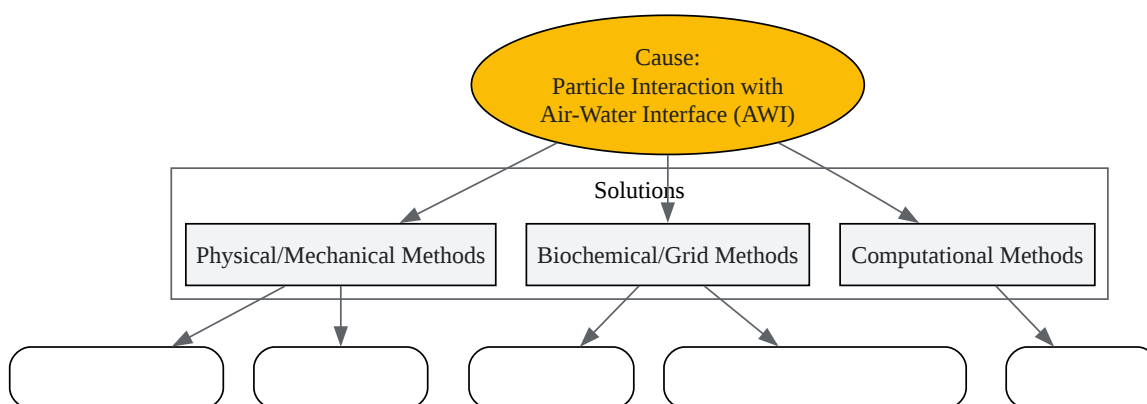 Cause:
Particle Interaction with
Air-Water Interface (AWI)
Solutions
Physical/Mechanical Methods
Biochemical/Grid Methods
Computational Methods